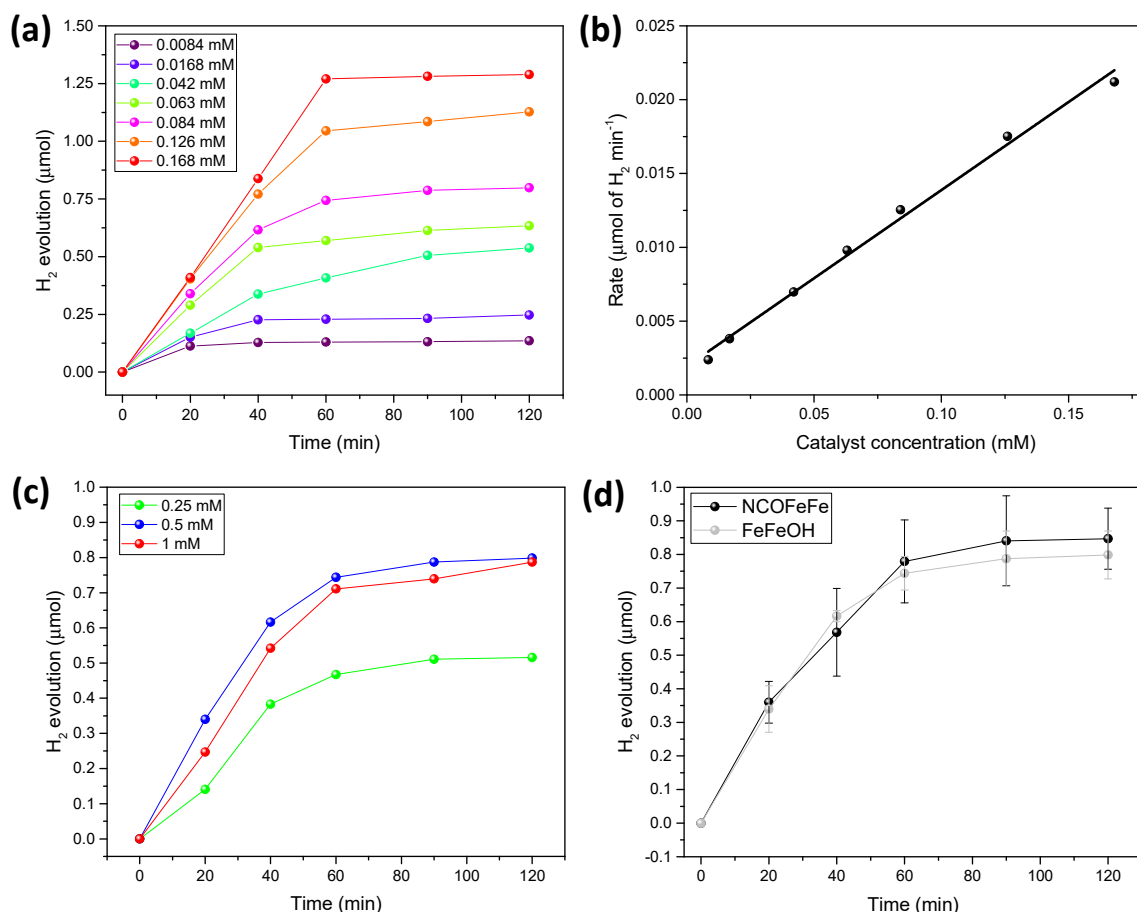 (a)
1.50
1.25
1.00
0.75
0.50
0.25
0.00
H₂ evolution (μmol)
0.0084 mM
0.0168 mM
0.042 mM
0.063 mM
0.084 mM
0.126 mM
0.168 mM
0 20 40 60 80 100 120
Time (min)
(b)
0.025
0.020
0.015
0.010
0.005
0.000
Rate (μmol of H₂ min⁻¹)
0.00 0.05 0.10 0.15
Catalyst concentration (mM)
(c)
1.0
0.9
0.8
0.7
0.6
0.5
0.4
0.3
0.2
0.1
0.0
H₂ evolution (μmol)
0.25 mM
0.5 mM
1 mM
0 20 40 60 80 100 120
Time (min)
(d)
1.0
0.9
0.8
0.7
0.6
0.5
0.4
0.3
0.2
0.1
0.0
-0.1
H₂ evolution (μmol)
NCOFeFe
FeFeOH
0 20 40 60 80 100 120
Time (min)